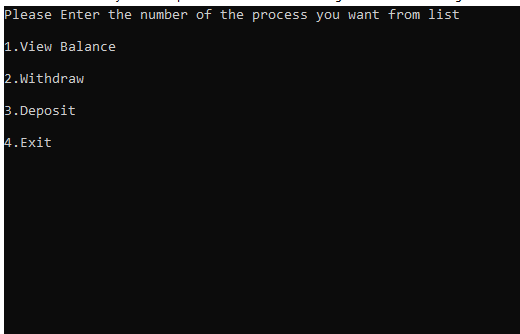 Please Enter the number of the process you want from list
1.View Balance
2.Withdraw
3.Deposit
4.Exit